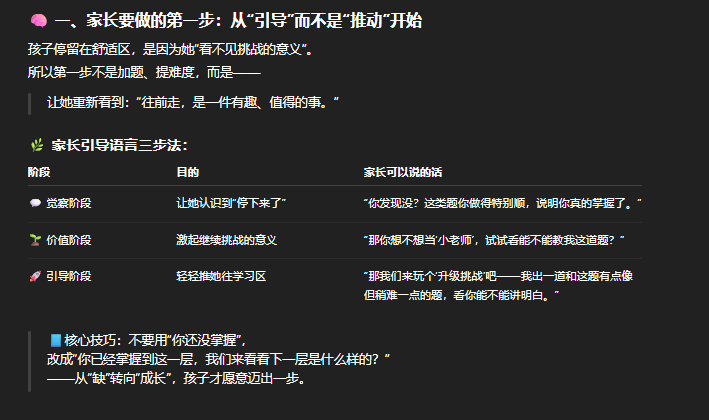 🧠 一、家长要做的第一步：从“引导”而不是“推动”开始
孩子停留在舒适区，是因为她“看不见挑战的意义”。
所以第一步不是加题、提难度，而是——
让她重新看到：“往前走，是一件有趣、值得的事。”
🌿 家长引导语言三步法：
阶段 目的 家长可以说的话
💬 觉察阶段 让她认识到“停下来了” “你发现没？这类题你做得特别顺，说明你真的掌握了。”
🌱 价值阶段 激起继续挑战的意义 “那你想不想当‘小老师’，试试看能不能教我这道题？”
🚀 引导阶段 轻轻推她往学习区 “那我们来玩个‘升级挑战’吧——我出一道和这题有点像
但稍难一点的题，看你能不能讲明白。”
📘 核心技巧：不要用“你还没掌握”，
改成“你已经掌握到这一层，我们来看看下一层是什么样的？”
——从“缺”转向“成长”，孩子才愿意迈出一步。